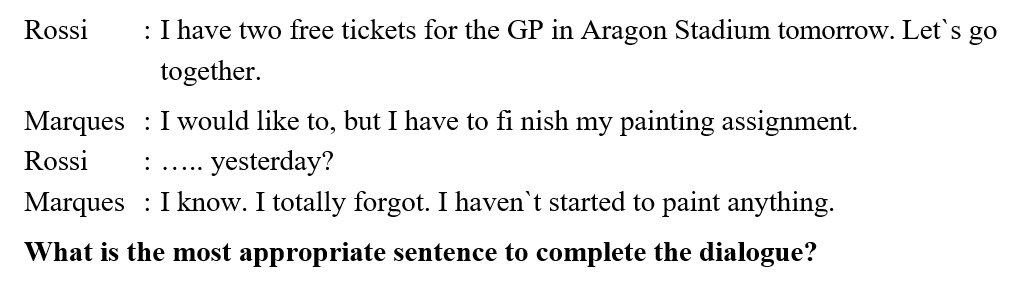 Rossi : I have two free tickets for the GP in Aragon Stadium tomorrow. Let`s go
together.
Marques : I would like to, but I have to fi nish my painting assignment.
Rossi : ….. yesterday?
Marques : I know. I totally forgot. I haven`t started to paint anything.
What is the most appropriate sentence to complete the dialogue?